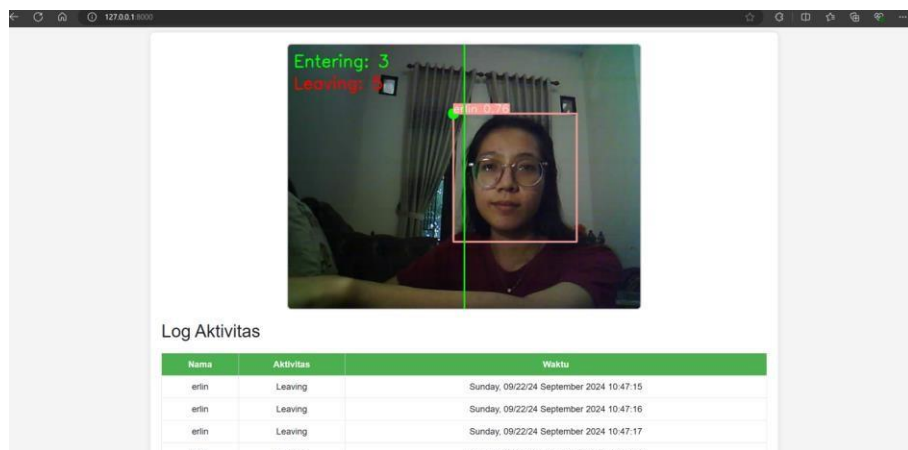 127.0.0.1:8000
Entering: 3
Leaving:
erlin 0.78
Log Aktivitas
Nama Aktivitas Waktu
erlin Leaving Sunday, 09/22/24 September 2024 10:47:15
erlin Leaving Sunday, 09/22/24 September 2024 10:47:16
erlin Leaving Sunday, 09/22/24 September 2024 10:47:17